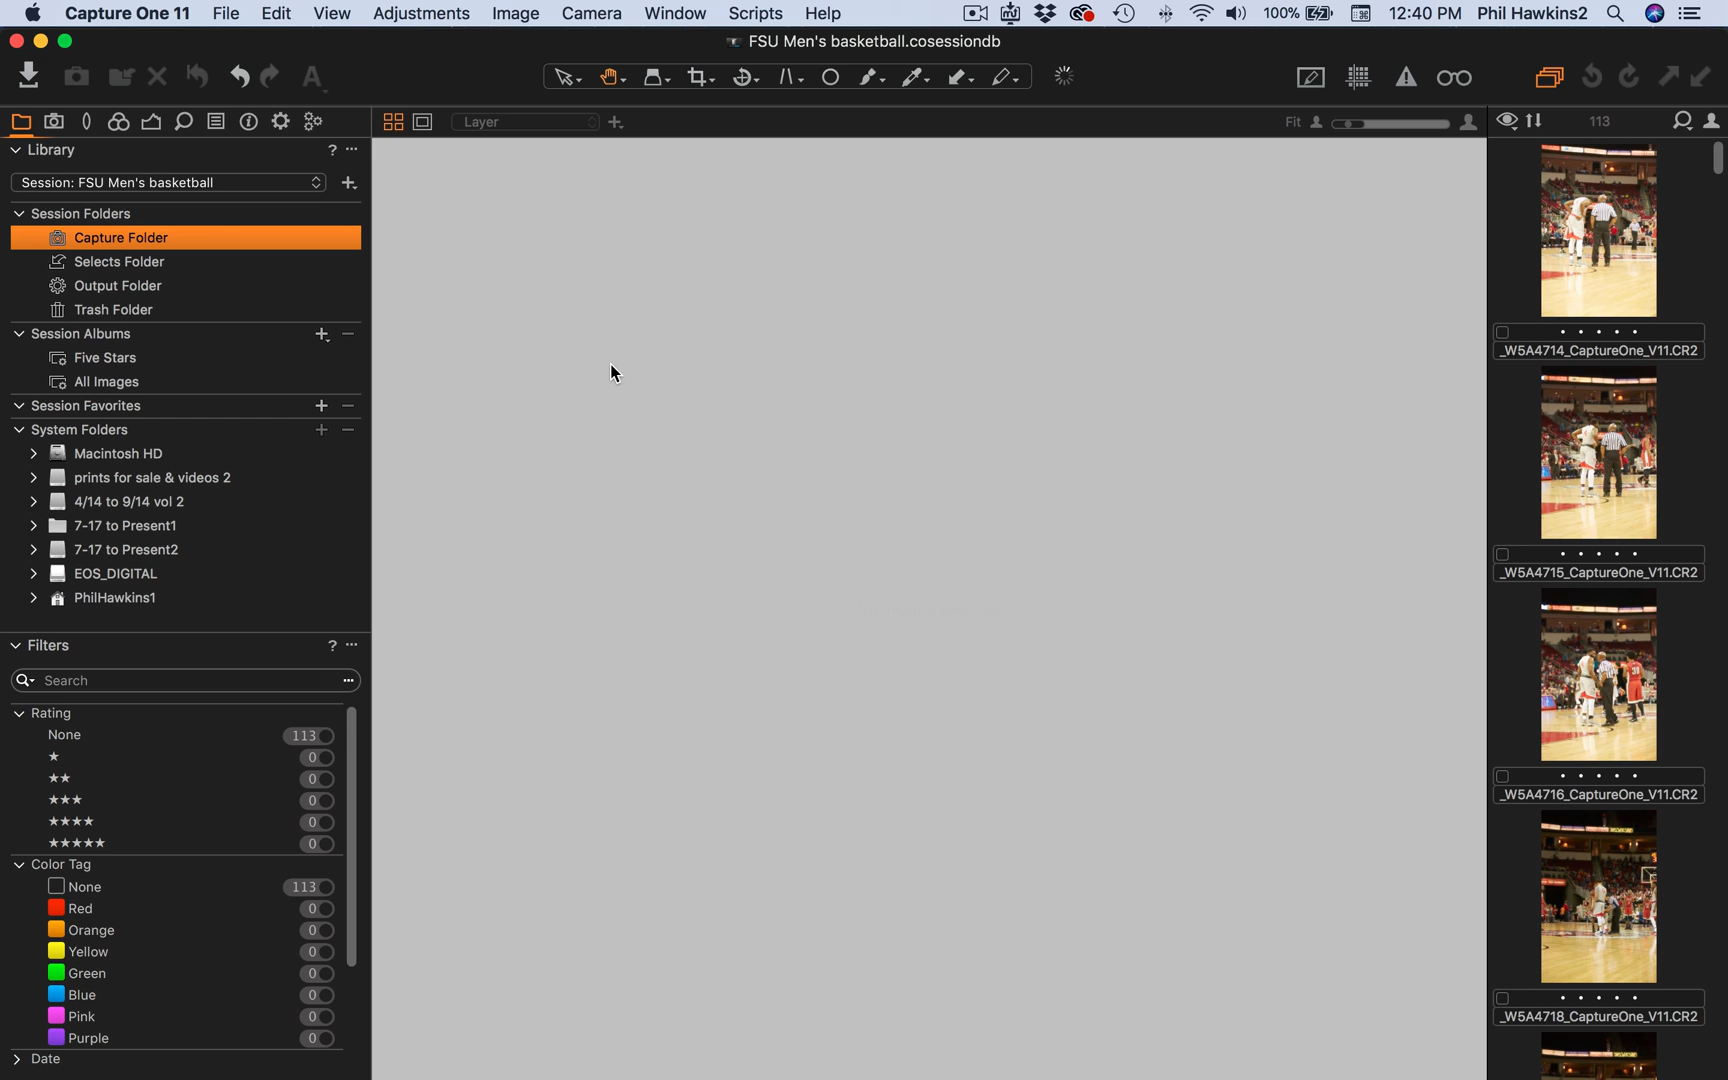 Capture One 11 File Edit View Adjustments Image Camera Window Scripts Help 100% 12:40 PM Phil Hawkins2
FSU Men's basketball.cosessiondb
A
Layer
Fit
113
Library
? ...
Session: FSU Men's basketball
Session Folders
Capture Folder
Selects Folder
Output Folder
Trash Folder
Session Albums
Five Stars
All Images
Session Favorites
System Folders
Macintosh HD
prints for sale & videos 2
4/14 to 9/14 vol 2
7-17 to Present1
7-17 to Present2
EOS_DIGITAL
PhilHawkins1
Filters
? ...
Search
Rating
None 113
★ 0
★★ 0
★★★ 0
★★★★ 0
★★★★★ 0
Color Tag
None 113
Red 0
Orange 0
Yellow 0
Green 0
Blue 0
Pink 0
Purple 0
Date
_W5A4714_CaptureOne_V11.CR2
_W5A4715_CaptureOne_V11.CR2
_W5A4716_CaptureOne_V11.CR2
_W5A4718_CaptureOne_V11.CR2